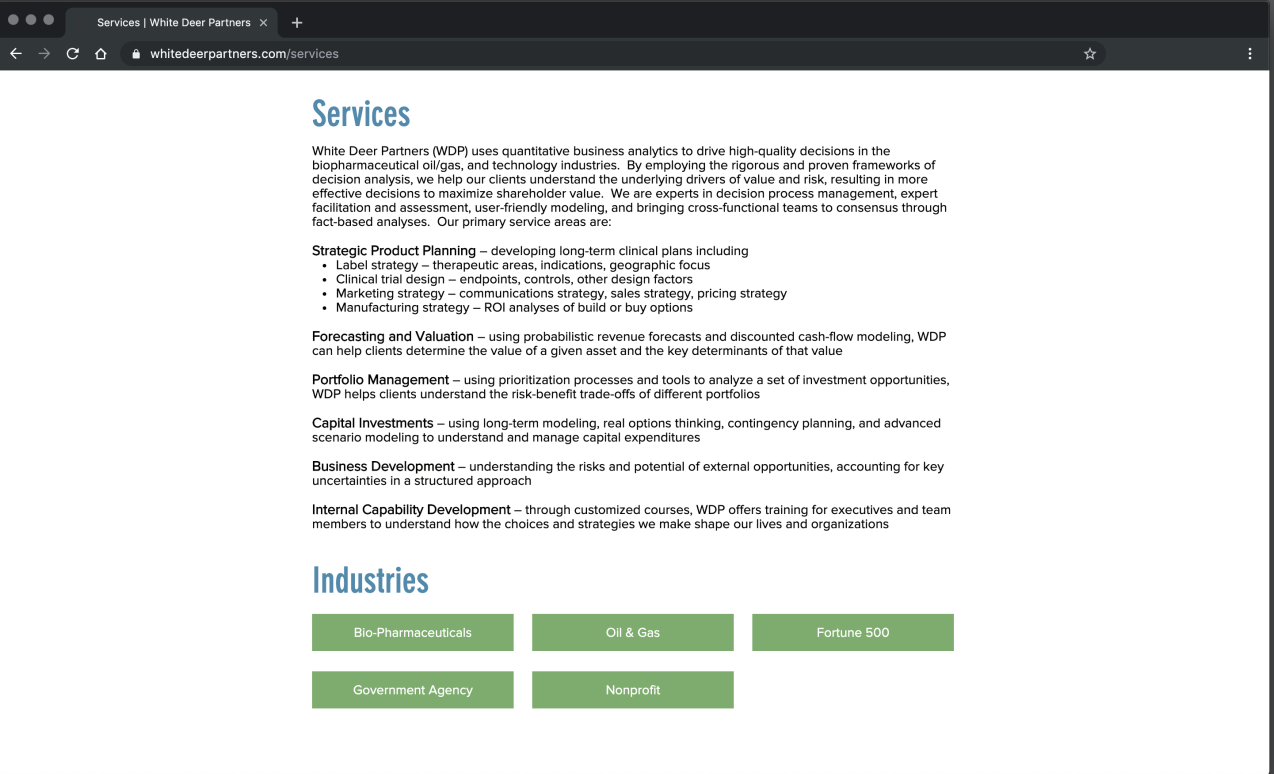 Services | White Deer Partners
whitedeerpartners.com/services
Services
White Deer Partners (WDP) uses quantitative business analytics to drive high-quality decisions in the
biopharmaceutical oil/gas, and technology industries.  By employing the rigorous and proven frameworks of
decision analysis, we help our clients understand the underlying drivers of value and risk, resulting in more
effective decisions to maximize shareholder value.  We are experts in decision process management, expert
facilitation and assessment, user-friendly modeling, and bringing cross-functional teams to consensus through
fact-based analyses.  Our primary service areas are:
Strategic Product Planning – developing long-term clinical plans including
• Label strategy – therapeutic areas, indications, geographic focus
• Clinical trial design – endpoints, controls, other design factors
• Marketing strategy – communications strategy, sales strategy, pricing strategy
• Manufacturing strategy – ROI analyses of build or buy options
Forecasting and Valuation – using probabilistic revenue forecasts and discounted cash-flow modeling, WDP
can help clients determine the value of a given asset and the key determinants of that value
Portfolio Management – using prioritization processes and tools to analyze a set of investment opportunities,
WDP helps clients understand the risk-benefit trade-offs of different portfolios
Capital Investments – using long-term modeling, real options thinking, contingency planning, and advanced
scenario modeling to understand and manage capital expenditures
Business Development – understanding the risks and potential of external opportunities, accounting for key
uncertainties in a structured approach
Internal Capability Development – through customized courses, WDP offers training for executives and team
members to understand how the choices and strategies we make shape our lives and organizations
Industries
Bio-Pharmaceuticals
Oil & Gas
Fortune 500
Government Agency
Nonprofit